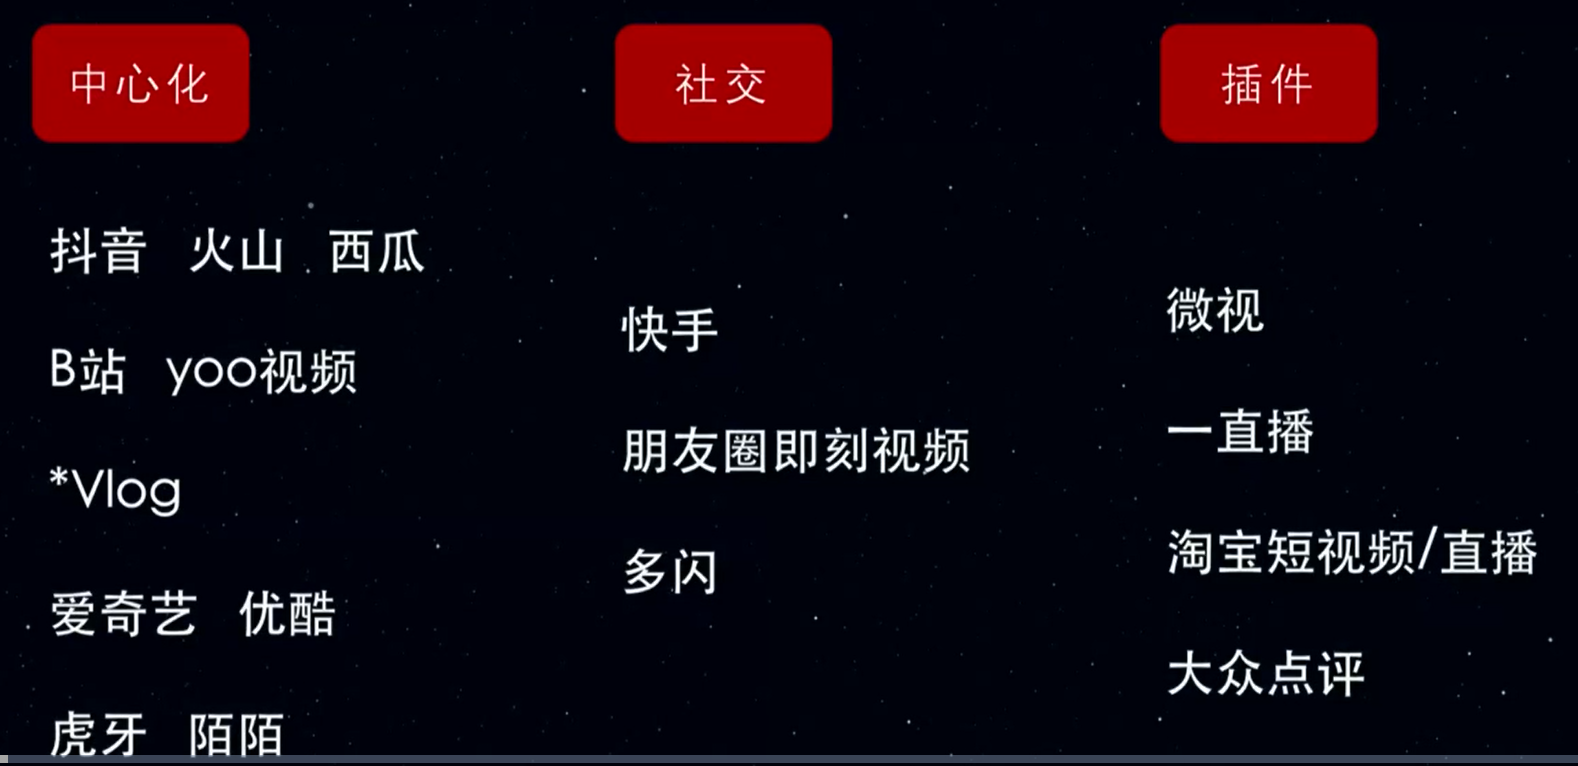 中心化
抖音 火山 西瓜
B站 yoo视频
*Vlog
爱奇艺 优酷
虎牙 陌陌
社交
快手
朋友圈即刻视频
多闪
插件
微视
一直播
淘宝短视频/直播
大众点评